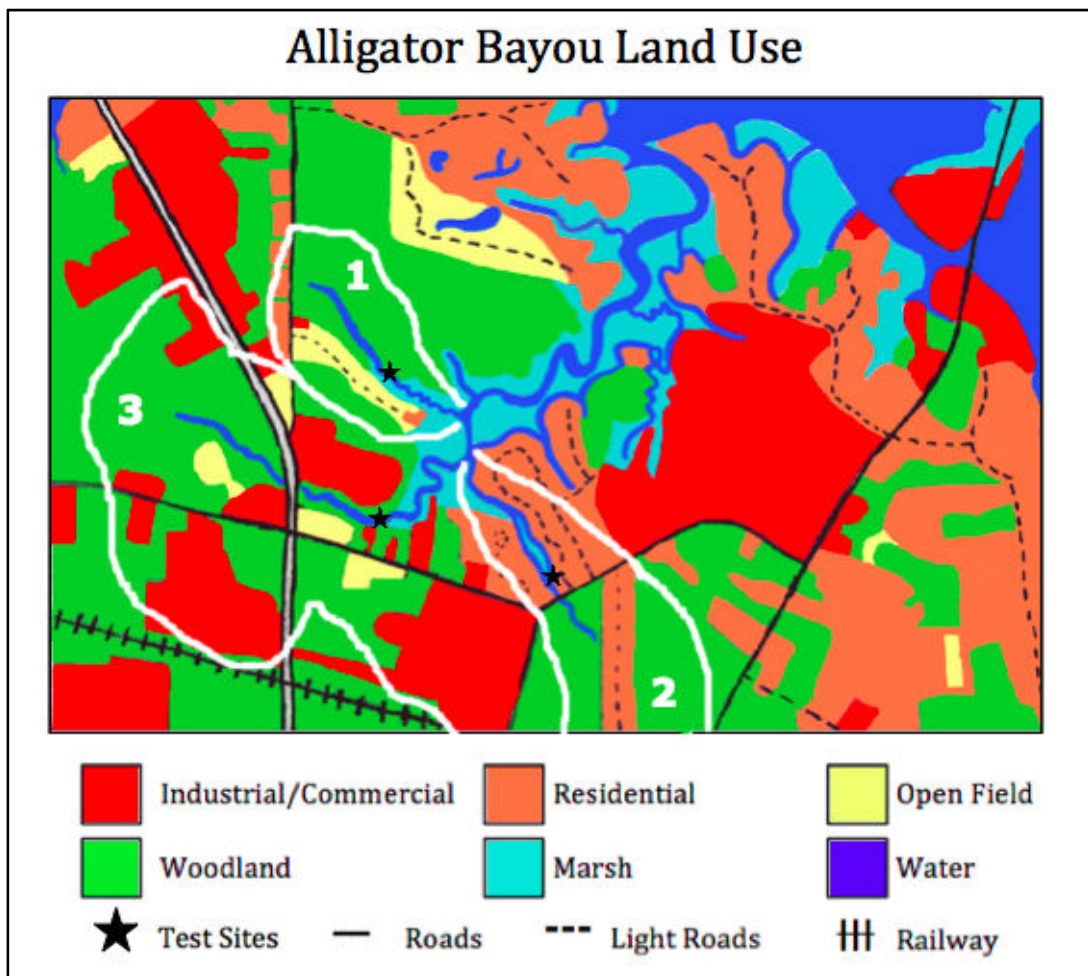 Alligator Bayou Land Use
1
3
2
Industrial/Commercial Residential Open Field
Woodland Marsh Water
Test Sites Roads Light Roads Railway